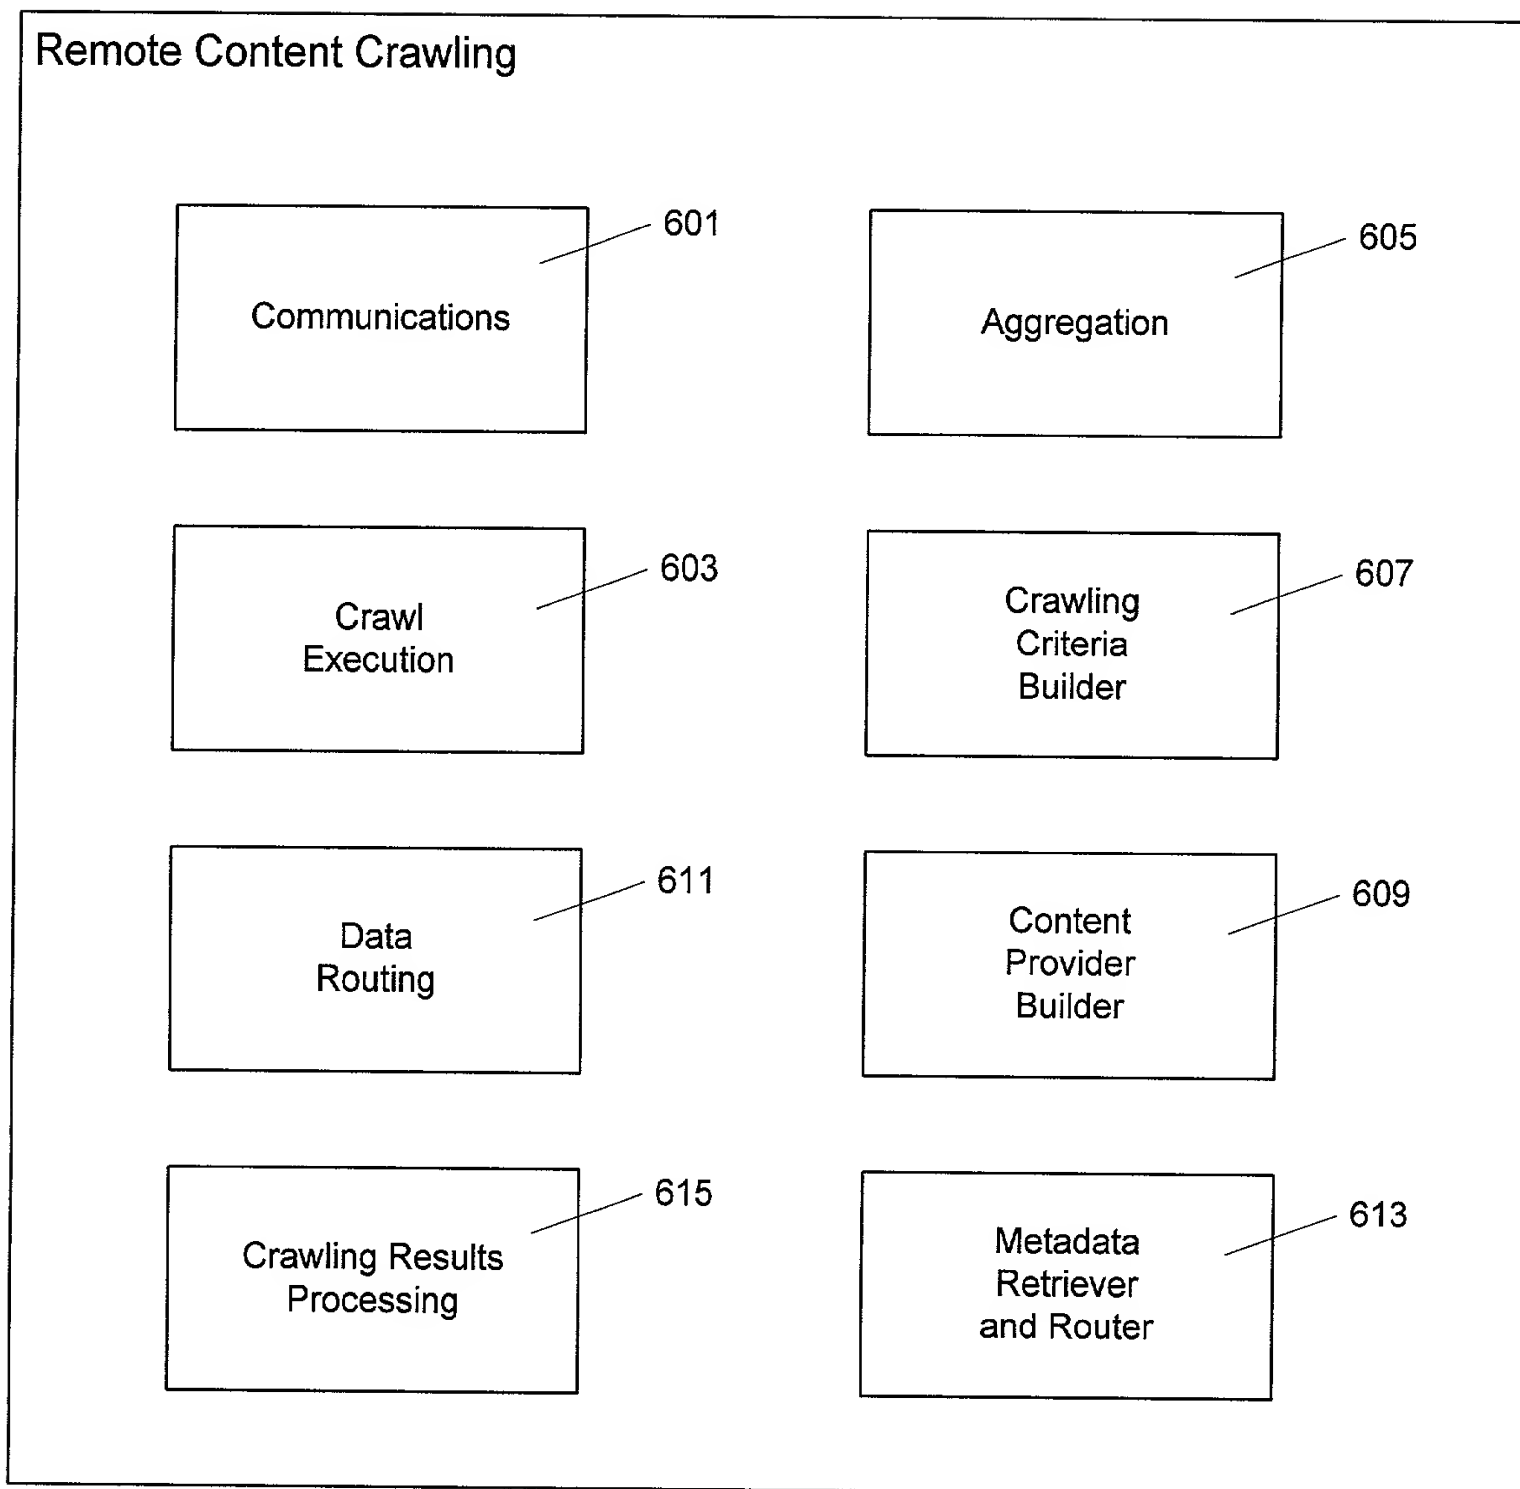 Remote Content Crawling
601
Communications
605
Aggregation
603
Crawl
Execution
607
Crawling
Criteria
Builder
611
Data
Routing
609
Content
Provider
Builder
615
Crawling Results
Processing
613
Metadata
Retriever
and Router